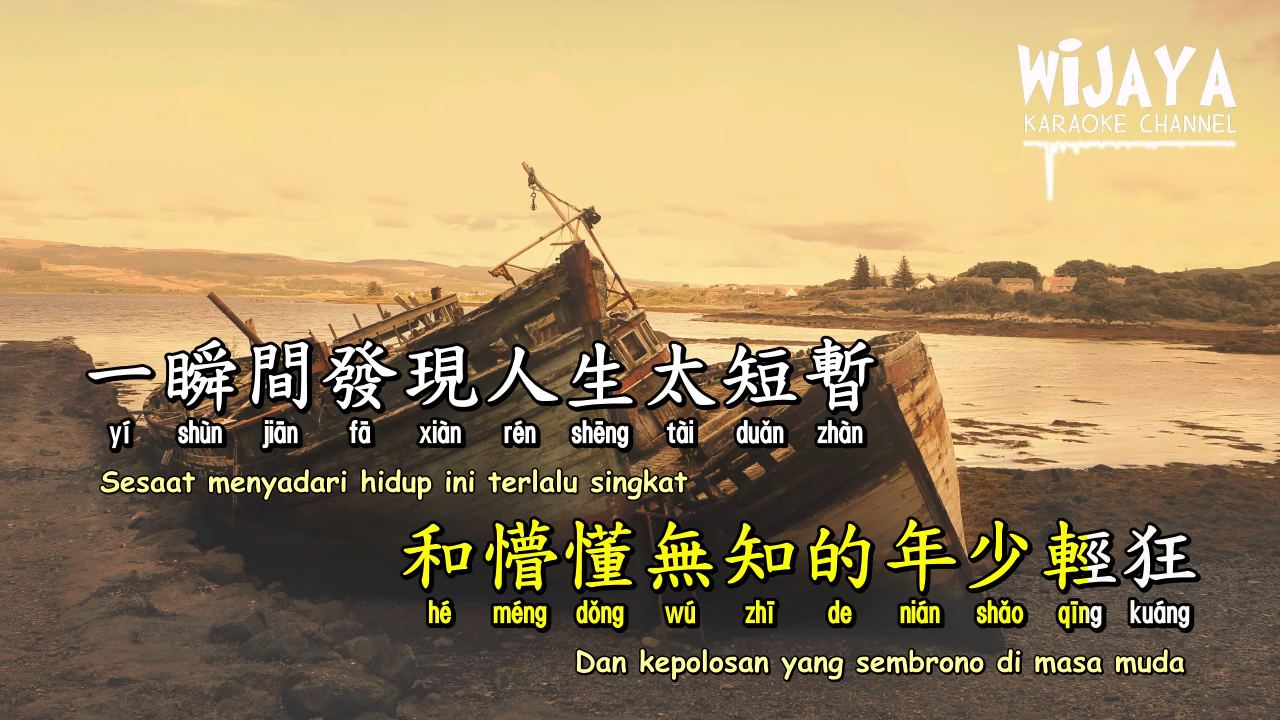 WiJAYA
KARAOKE CHANNEL
一瞬間發現人生太短暫
yí shùn jiān fā xiàn rén shēng tài duǎn zhàn
Sesaat menyadari hidup ini terlalu singkat
和懵懂無知的年少輕狂
hé méng dǒng wú zhī de nián shǎo qīng kuáng
Dan kepolosan yang sembrono di masa muda